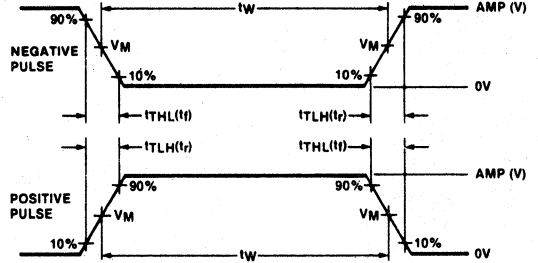 tW
90% 90% AMP (V)
NEGATIVE PULSE VM VM
10% 10% 0V
tTHL(tf) tTLH(tr)
tTLH(tr) tTHL(tf)
AMP (V)
90% 90%
POSITIVE PULSE VM VM
10% 10%
tW 0V